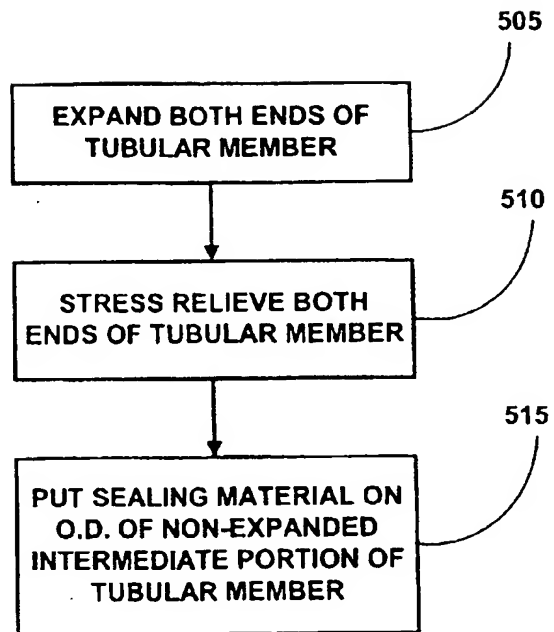 505
EXPAND BOTH ENDS OF
TUBULAR MEMBER
510
STRESS RELIEVE BOTH
ENDS OF TUBULAR MEMBER
515
PUT SEALING MATERIAL ON
O.D. OF NON-EXPANDED
INTERMEDIATE PORTION OF
TUBULAR MEMBER